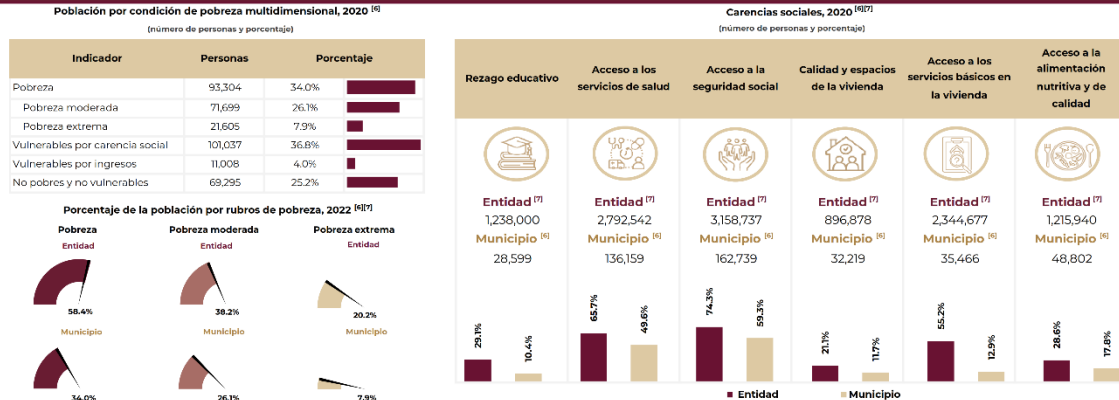 Población por condición de pobreza multidimensional, 2020 [6]
(número de personas y porcentaje)
Indicador Personas Porcentaje
Pobreza 93,304 34.0%
Pobreza moderada 71,699 26.1%
Pobreza extrema 21,605 7.9%
Vulnerables por carencia social 101,037 36.8%
Vulnerables por ingresos 11,008 4.0%
No pobres y no vulnerables 69,295 25.2%
Porcentaje de la población por rubros de pobreza, 2022 [6][7]
Pobreza Pobreza moderada Pobreza extrema
Entidad Entidad Entidad
58.4% 38.2% 20.2%
Municipio Municipio Municipio
34.0% 26.1% 7.9%
Carencias sociales, 2020 [6][7]
(número de personas y porcentaje)
Rezago educativo
Acceso a los
servicios de salud
Acceso a la
seguridad social
Calidad y espacios
de la vivienda
Acceso a los
servicios básicos en
la vivienda
Acceso a la
alimentación
nutritiva y de
calidad
Entidad [7] Entidad [7] Entidad [7] Entidad [7] Entidad [7] Entidad [7]
1,238,000 2,792,542 3,158,737 896,878 2,344,677 1,215,940
Municipio [6] Municipio [6] Municipio [6] Municipio [6] Municipio [6] Municipio [6]
28,599 136,159 162,739 32,219 35,466 48,802
29.1% 10.4% 65.7% 49.6% 74.3% 59.3% 21.1% 11.7% 55.2% 12.9% 28.6% 17.8%
Entidad Municipio